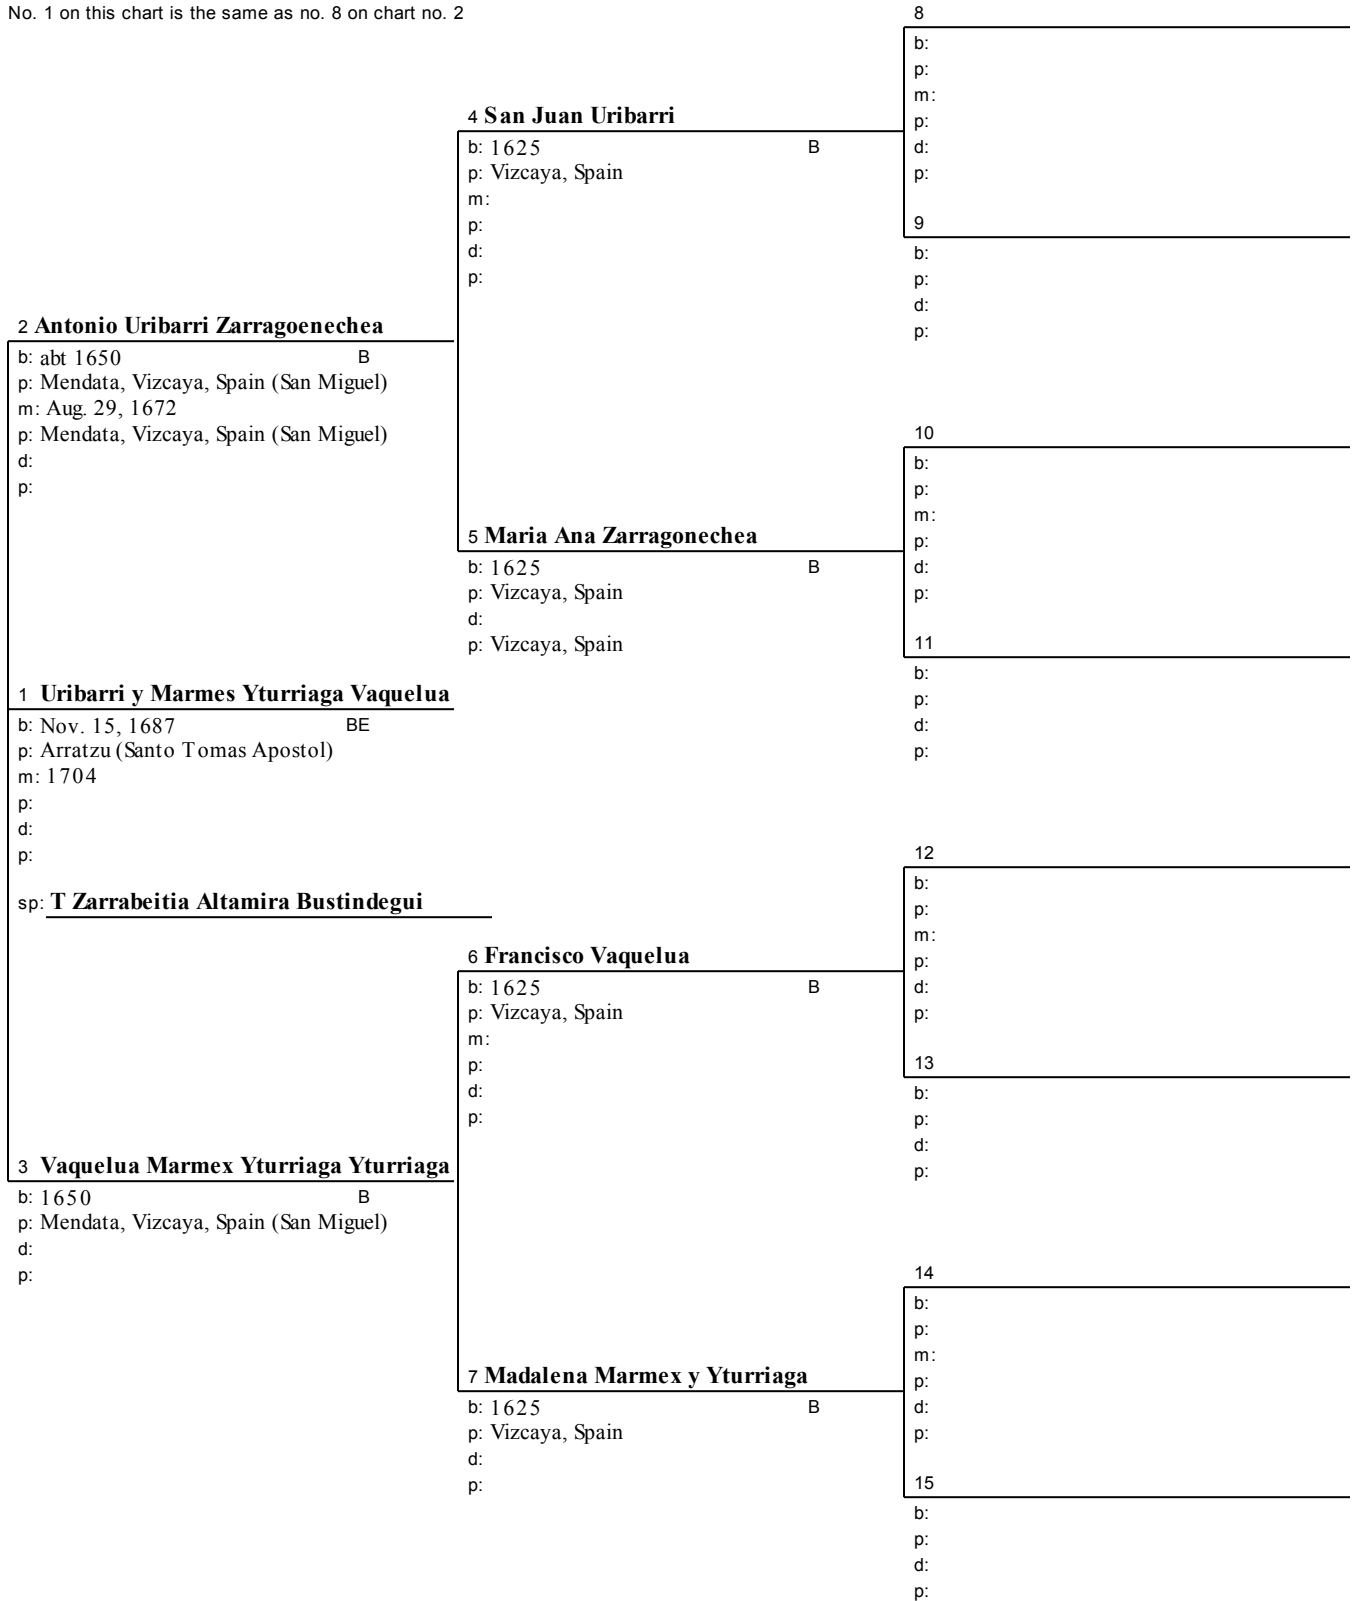 No. 1 on this chart is the same as no. 8 on chart no. 2
8
b:
p:
m:
p:
d:
p:
4 San Juan Uribarri
b: 1625 B
p: Vizcaya, Spain
m:
p:
d:
p:
9
b:
p:
d:
p:
2 Antonio Uribarri Zarragoenechea
b: abt 1650 B
p: Mendata, Vizcaya, Spain (San Miguel)
m: Aug. 29, 1672
p: Mendata, Vizcaya, Spain (San Miguel)
d:
p:
10
b:
p:
m:
p:
d:
p:
5 Maria Ana Zarragonechea
b: 1625 B
p: Vizcaya, Spain
d:
p: Vizcaya, Spain
11
b:
p:
d:
p:
1 Uribarri y Marmes Yturriaga Vaquelua
b: Nov. 15, 1687 BE
p: Arratzu (Santo Tomas Apostol)
m: 1704
p:
d:
p:
sp: T Zarrabeitia Altamira Bustindegui
12
b:
p:
m:
p:
d:
p:
6 Francisco Vaquelua
b: 1625 B
p: Vizcaya, Spain
m:
p:
d:
p:
13
b:
p:
d:
p:
3 Vaquelua Marmex Yturriaga Yturriaga
b: 1650 B
p: Mendata, Vizcaya, Spain (San Miguel)
d:
p:
14
b:
p:
m:
p:
d:
p:
7 Madalena Marmex y Yturriaga
b: 1625 B
p: Vizcaya, Spain
d:
p:
15
b:
p:
d:
p: